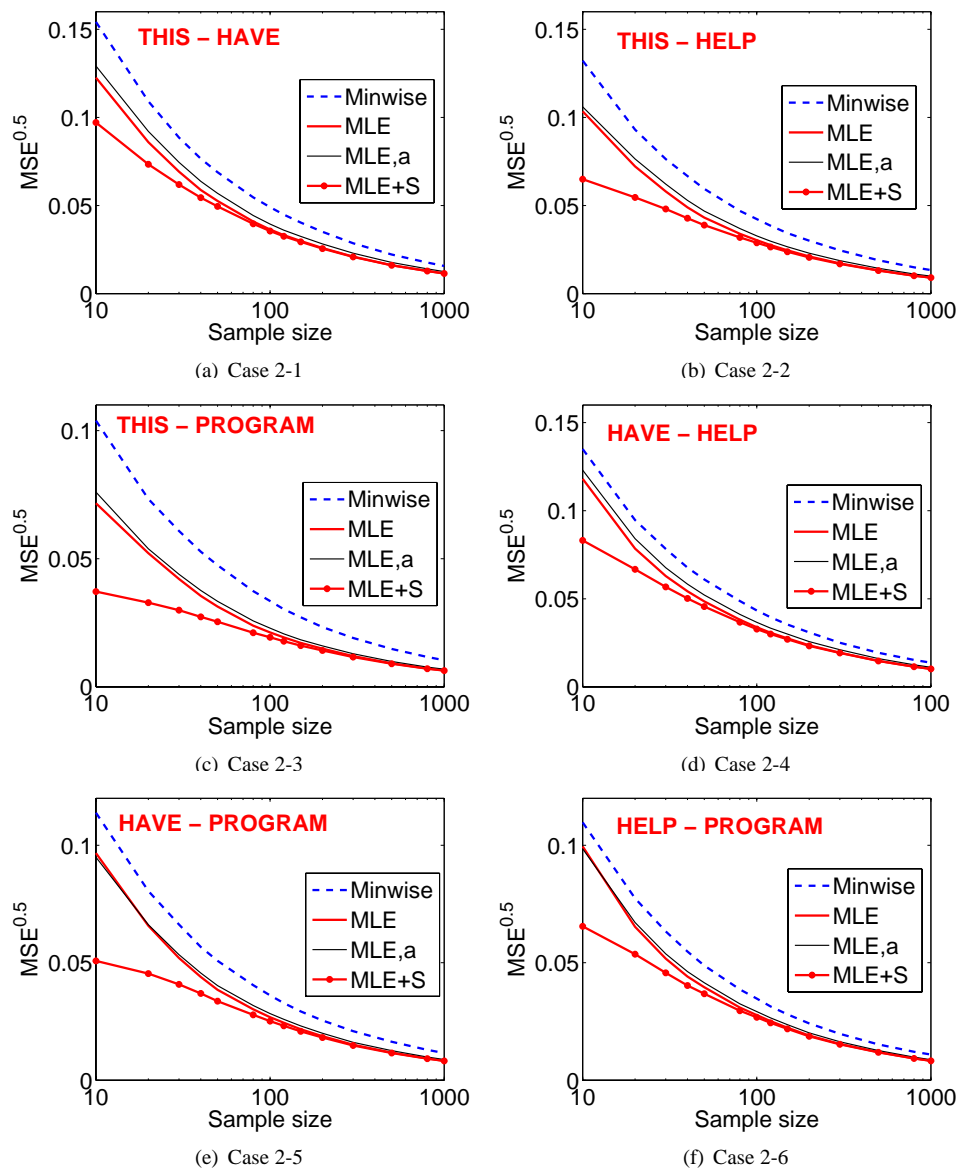 THIS – HAVE
0.15
0.1
0.05
0
MSE^0.5
Minwise
MLE
MLE,a
MLE+S
10
100
1000
Sample size
(a) Case 2-1
THIS – HELP
0.15
0.1
0.05
0
MSE^0.5
Minwise
MLE
MLE,a
MLE+S
10
100
1000
Sample size
(b) Case 2-2
THIS – PROGRAM
0.1
0.05
0
MSE^0.5
Minwise
MLE
MLE,a
MLE+S
10
100
1000
Sample size
(c) Case 2-3
HAVE – HELP
0.15
0.1
0.05
0
MSE^0.5
Minwise
MLE
MLE,a
MLE+S
10
100
100
Sample size
(d) Case 2-4
HAVE – PROGRAM
0.1
0.05
0
MSE^0.5
Minwise
MLE
MLE,a
MLE+S
10
100
1000
Sample size
(e) Case 2-5
HELP – PROGRAM
0.1
0.05
0
MSE^0.5
Minwise
MLE
MLE,a
MLE+S
10
100
1000
Sample size
(f) Case 2-6